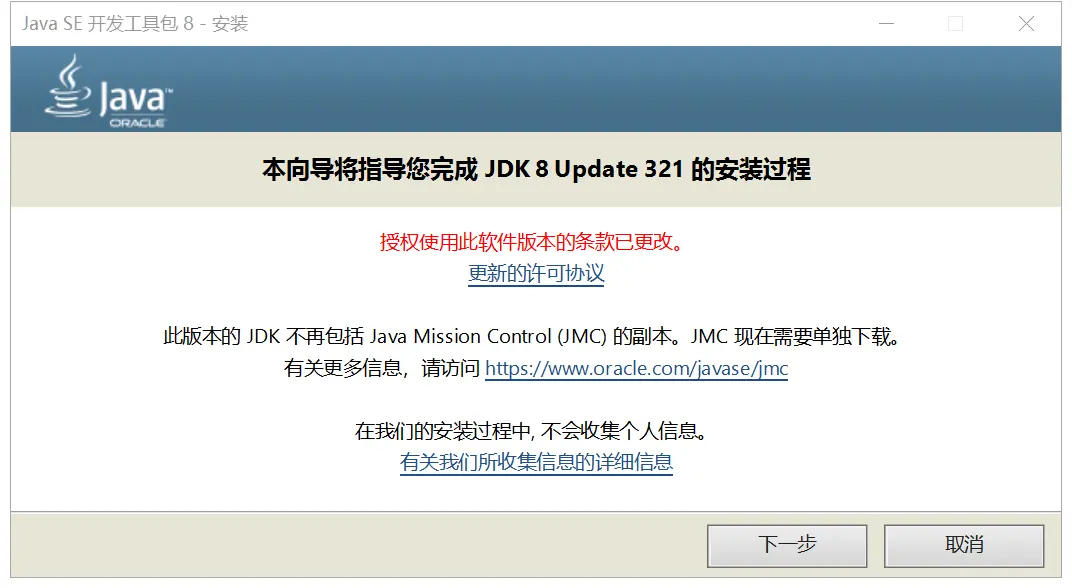 Java SE 开发工具包 8 - 安装
Java™
ORACLE
本向导将指导您完成 JDK 8 Update 321 的安装过程
授权使用此软件版本的条款已更改。
更新的许可协议
此版本的 JDK 不再包括 Java Mission Control (JMC) 的副本。JMC 现在需要单独下载。
有关更多信息，请访问 https://www.oracle.com/javase/jmc
在我们的安装过程中, 不会收集个人信息。
有关我们所收集信息的详细信息
下一步
取消